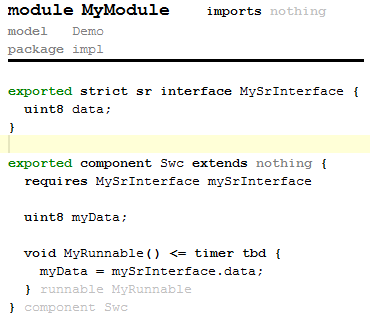 module MyModule    imports nothing
model   Demo
package impl
exported strict sr interface MySrInterface {
  uint8 data;
}
exported component Swc extends nothing {
  requires MySrInterface mySrInterface
  uint8 myData;
  void MyRunnable() <= timer tbd {
    myData = mySrInterface.data;
  } runnable MyRunnable
} component Swc